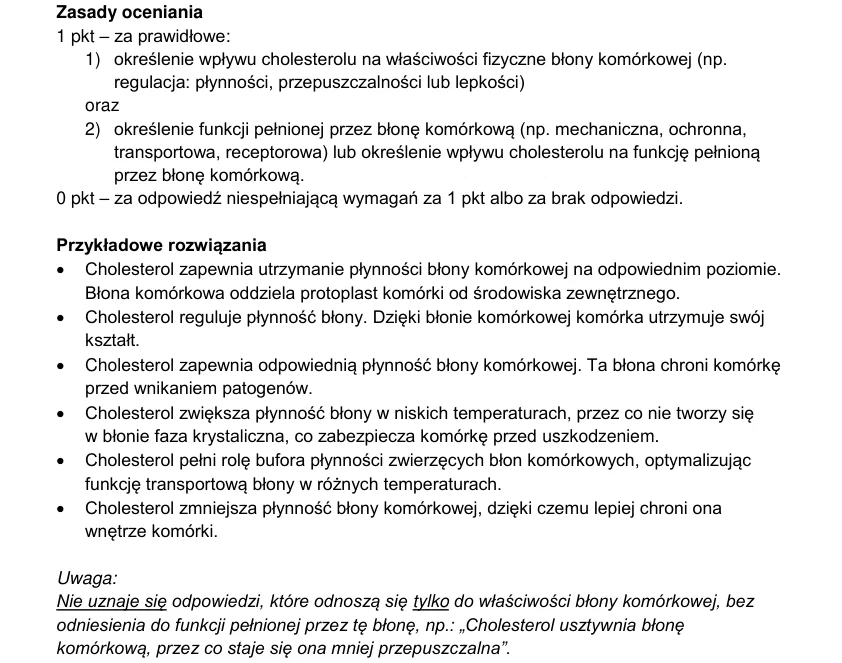 Zasady oceniania
1 pkt – za prawidłowe:
1) określenie wpływu cholesterolu na właściwości fizyczne błony komórkowej (np.
regulacja: płynności, przepuszczalności lub lepkości)
oraz
2) określenie funkcji pełnionej przez błonę komórkową (np. mechaniczna, ochronna,
transportowa, receptorowa) lub określenie wpływu cholesterolu na funkcję pełnioną
przez błonę komórkową.
0 pkt – za odpowiedź niespełniającą wymagań za 1 pkt albo za brak odpowiedzi.
Przykładowe rozwiązania
• Cholesterol zapewnia utrzymanie płynności błony komórkowej na odpowiednim poziomie.
Błona komórkowa oddziela protoplast komórki od środowiska zewnętrznego.
• Cholesterol reguluje płynność błony. Dzięki błonie komórkowej komórka utrzymuje swój
kształt.
• Cholesterol zapewnia odpowiednią płynność błony komórkowej. Ta błona chroni komórkę
przed wnikaniem patogenów.
• Cholesterol zwiększa płynność błony w niskich temperaturach, przez co nie tworzy się
w błonie faza krystaliczna, co zabezpiecza komórkę przed uszkodzeniem.
• Cholesterol pełni rolę bufora płynności zwierzęcych błon komórkowych, optymalizując
funkcję transportową błony w różnych temperaturach.
• Cholesterol zmniejsza płynność błony komórkowej, dzięki czemu lepiej chroni ona
wnętrze komórki.
Uwaga:
Nie uznaje się odpowiedzi, które odnoszą się tylko do właściwości błony komórkowej, bez
odniesienia do funkcji pełnionej przez tę błonę, np.: „Cholesterol usztywnia błonę
komórkową, przez co staje się ona mniej przepuszczalna”.